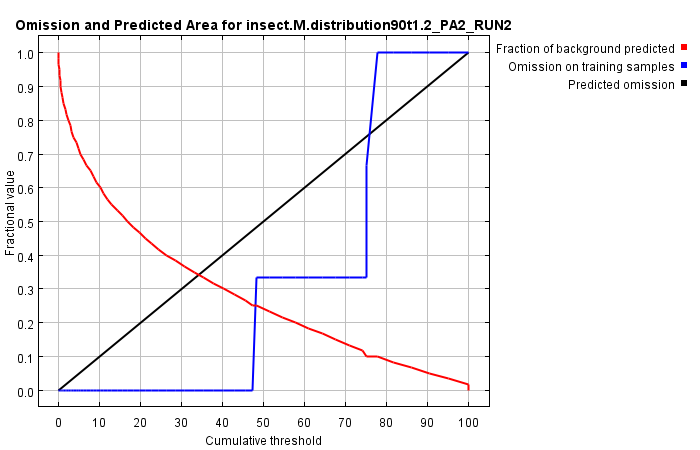 Omission and Predicted Area for insect.M.distribution90t1.2_PA2_RUN2
Fraction of background predicted
Omission on training samples
Predicted omission
Fractional value
1.0
0.9
0.8
0.7
0.6
0.5
0.4
0.3
0.2
0.1
0.0
0 10 20 30 40 50 60 70 80 90 100
Cumulative threshold